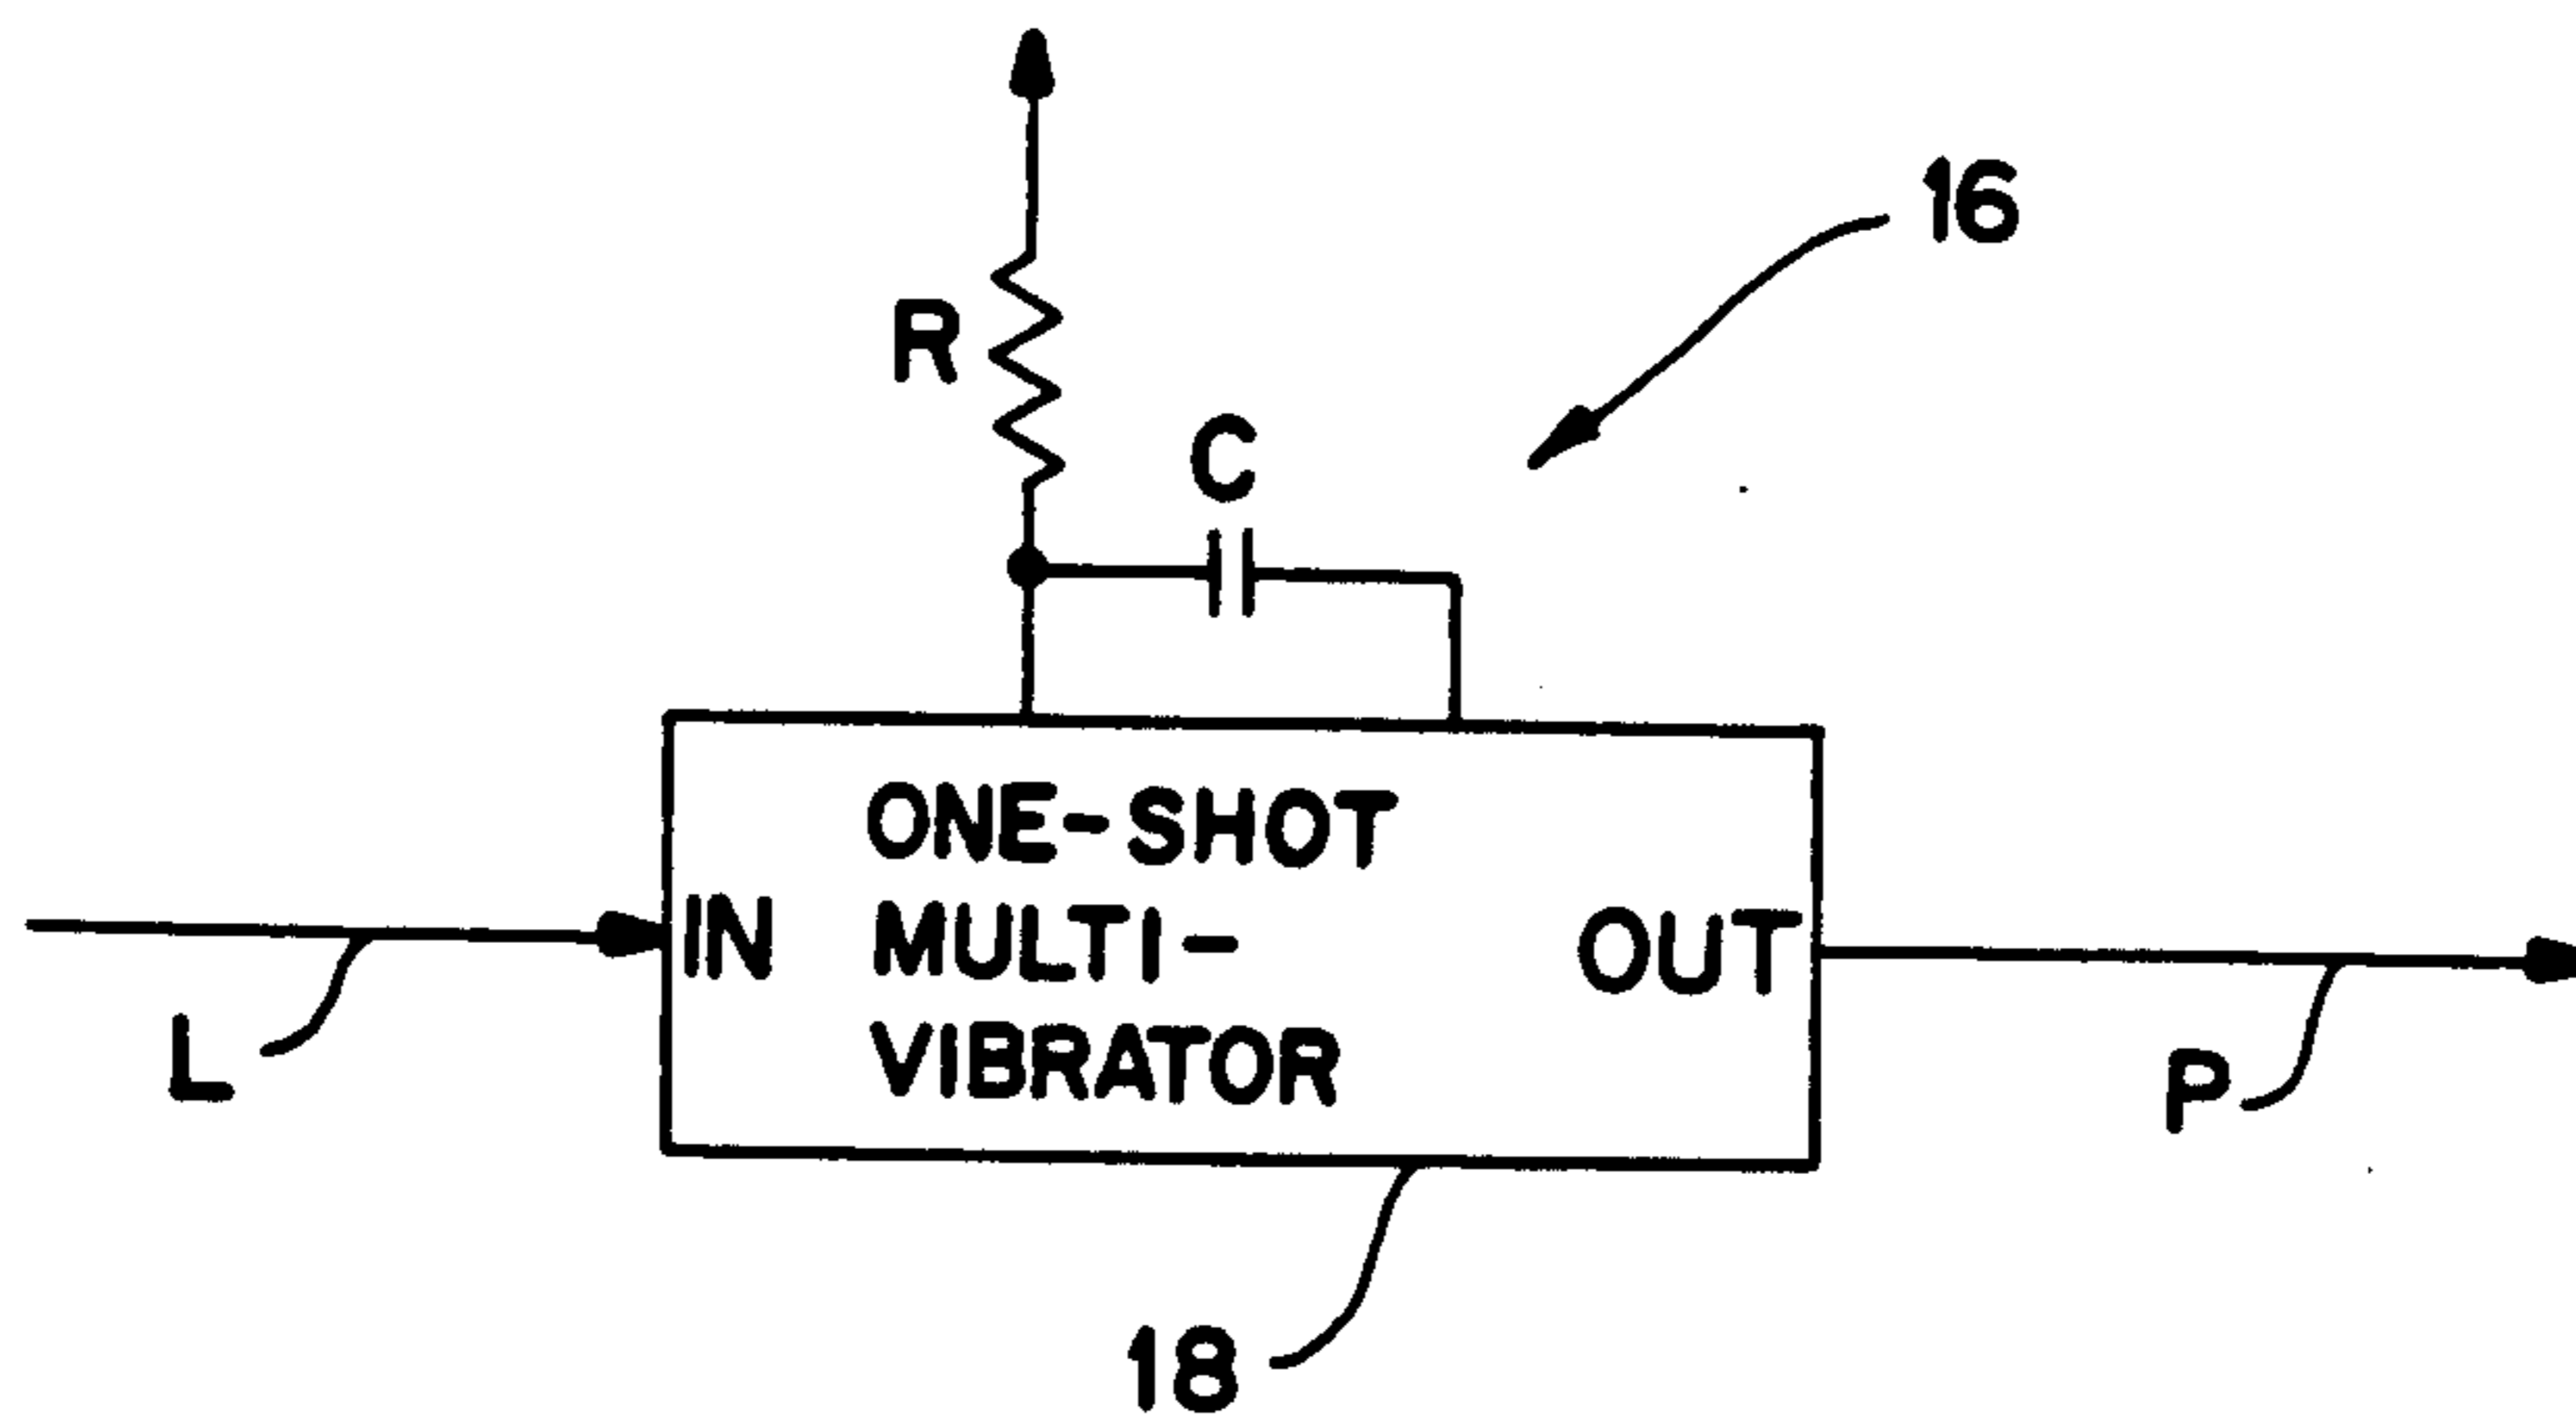 16
R
C
ONE-SHOT
IN MULTI- OUT
VIBRATOR
L
P
18